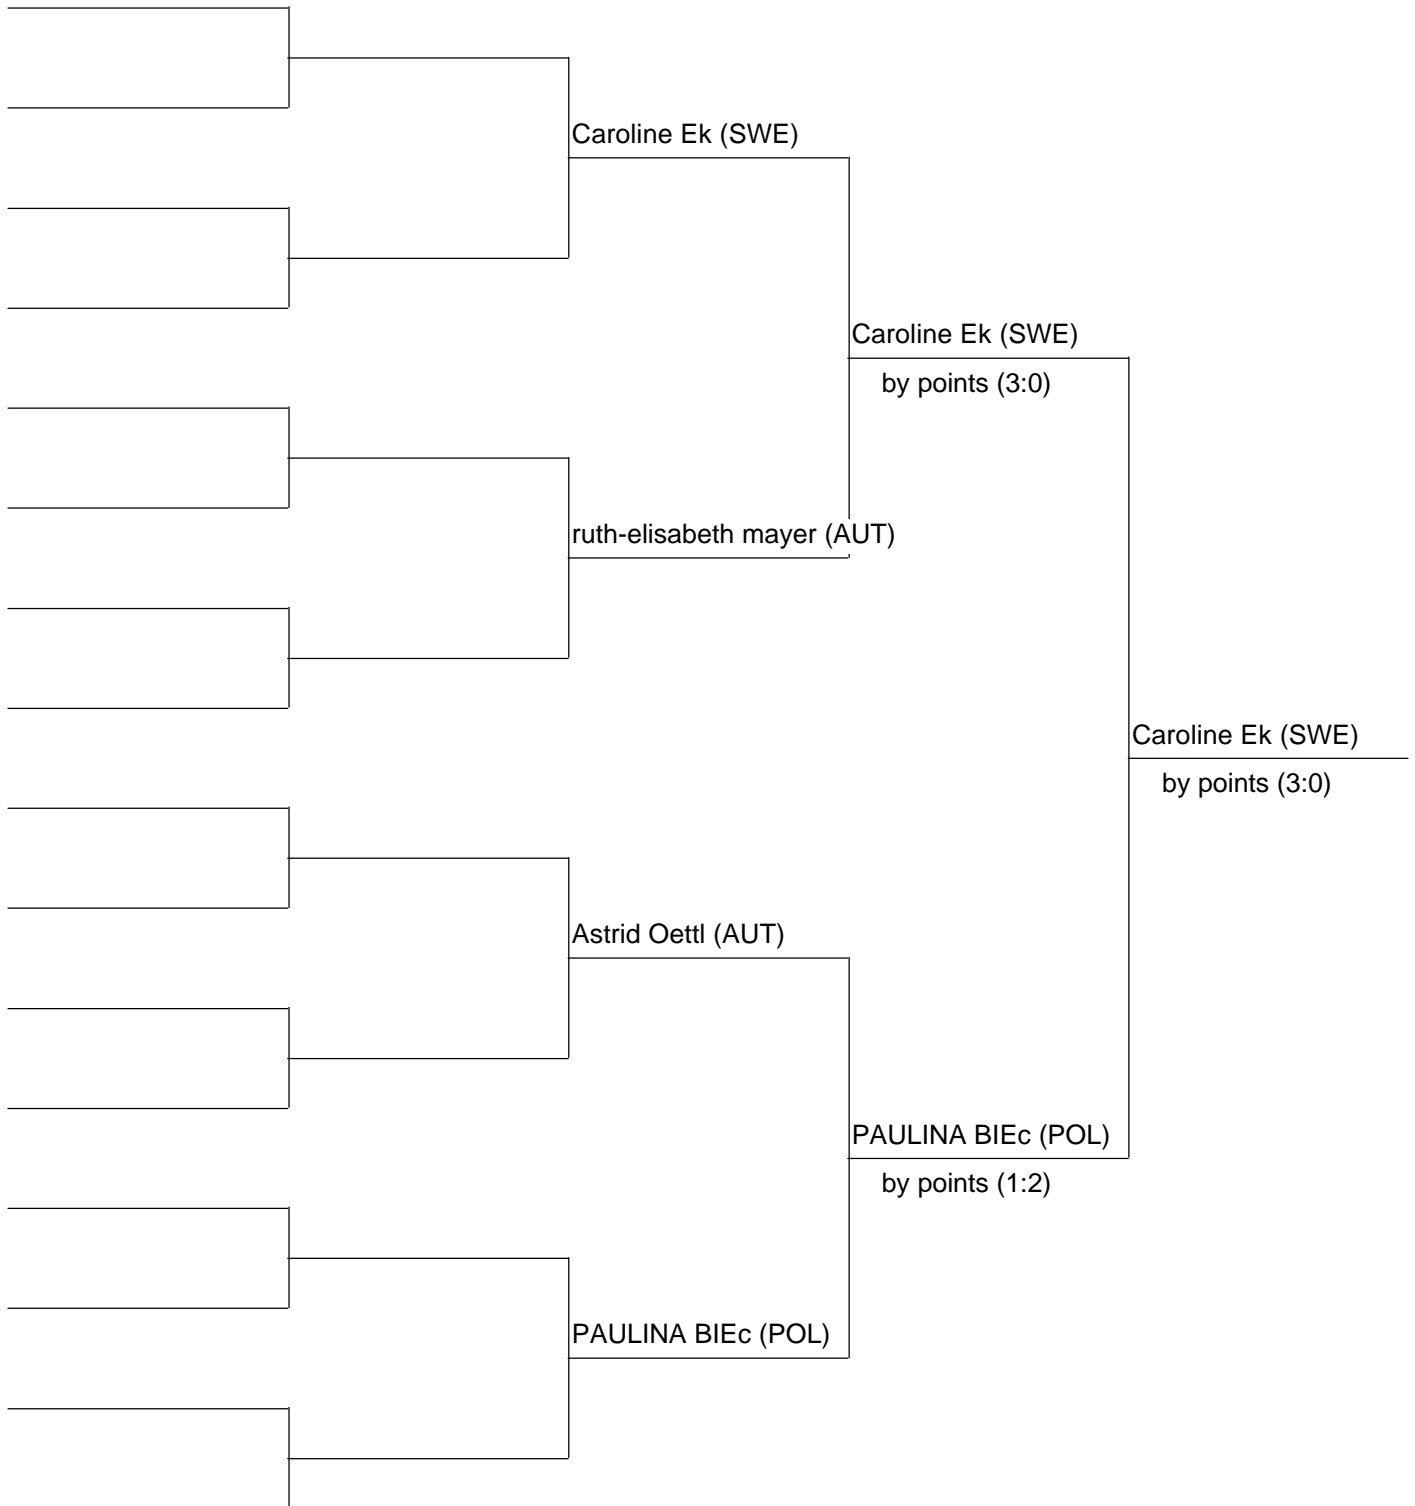 Caroline Ek (SWE)
Caroline Ek (SWE)
by points (3:0)
ruth-elisabeth mayer (AUT)
Caroline Ek (SWE)
by points (3:0)
Astrid Oettl (AUT)
PAULINA BIEc (POL)
by points (1:2)
PAULINA BIEc (POL)